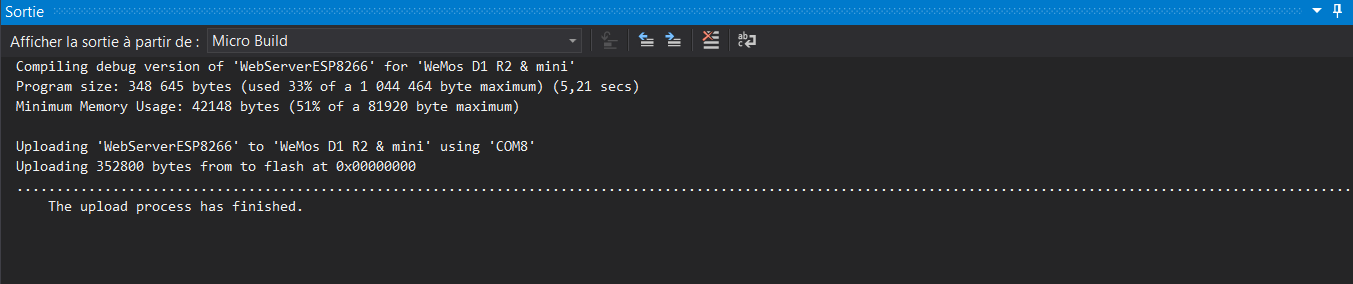 Sortie
Afficher la sortie à partir de : Micro Build
Compiling debug version of 'WebServerESP8266' for 'WeMos D1 R2 & mini'
Program size: 348 645 bytes (used 33% of a 1 044 464 byte maximum) (5,21 secs)
Minimum Memory Usage: 42148 bytes (51% of a 81920 byte maximum)
Uploading 'WebServerESP8266' to 'WeMos D1 R2 & mini' using 'COM8'
Uploading 352800 bytes from to flash at 0x00000000
.......................................................................................................................................................................
The upload process has finished.